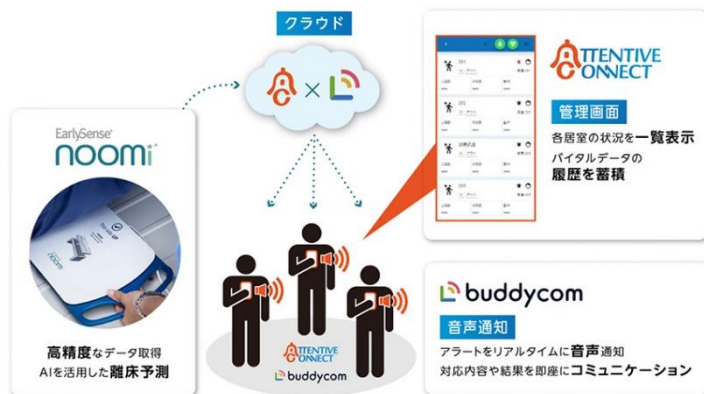 クラウド
AC × 
ATTENTIVE
CONNECT
管理画面
各居室の状況を一覧表示
バイタルデータの
履歴を蓄積
EarlySense
noomi
This side UP
noomi
高精度なデータ取得
AIを活用した離床予測
ATTENTIVE
CONNECT
buddycom
buddycom
音声通知
アラートをリアルタイムに音声通知
対応内容や結果を即座にコミュニケーション